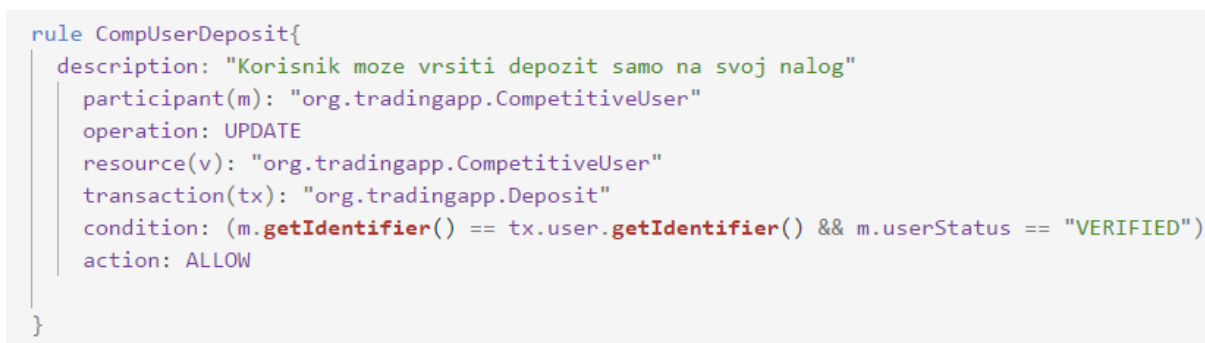 rule CompUserDeposit{
description: "Korisnik moze vrsiti depozit samo na svoj nalog"
participant(m): "org.tradingapp.CompetitiveUser"
operation: UPDATE
resource(v): "org.tradingapp.CompetitiveUser"
transaction(tx): "org.tradingapp.Deposit"
condition: (m.getIdentifier() == tx.user.getIdentifier() && m.userStatus == "VERIFIED")
action: ALLOW
}